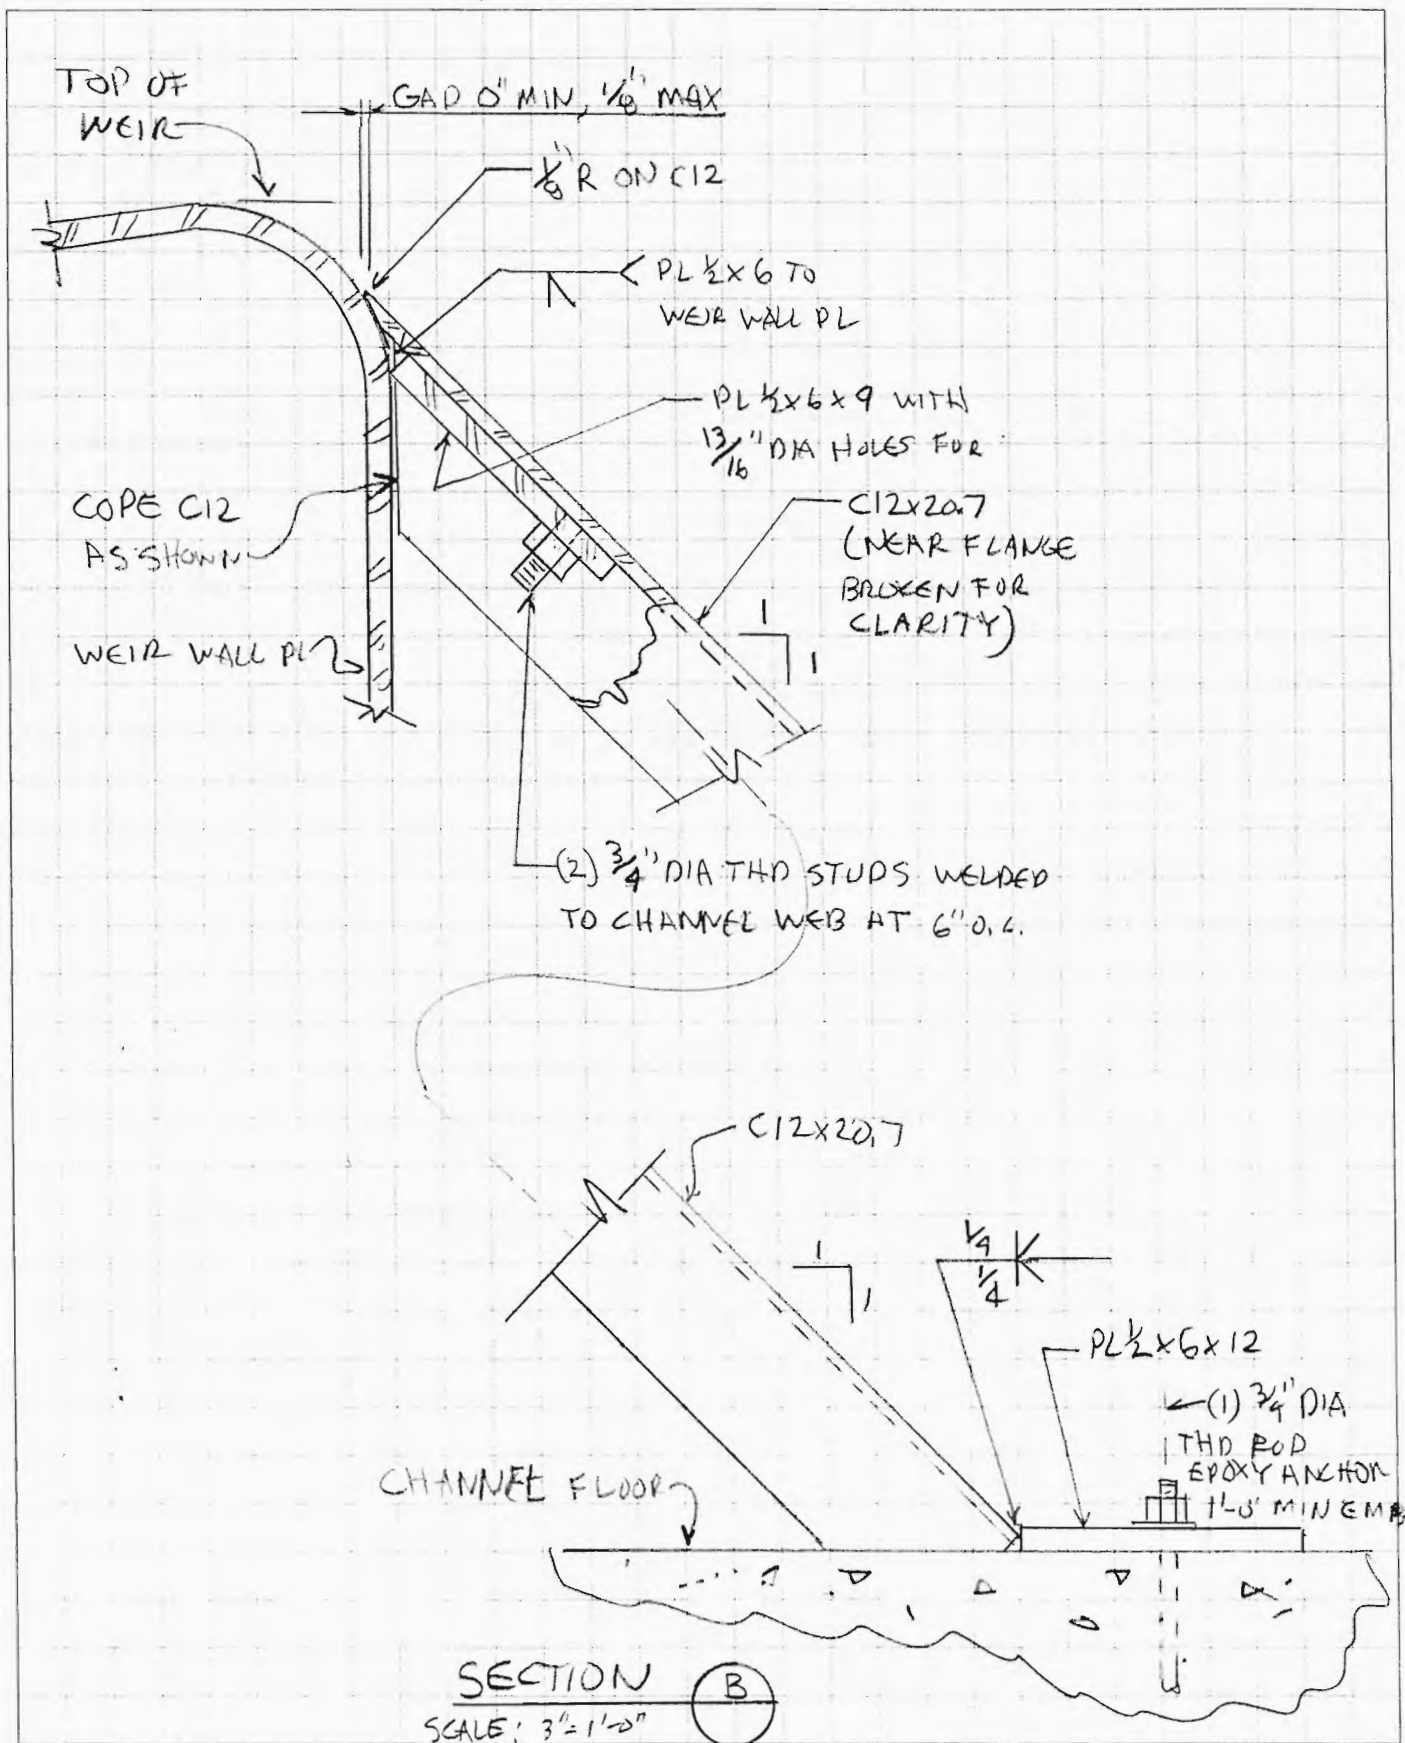 TOP OF
WEIR
GAP 0" MIN, 1/8" MAX
1/8" R ON C12
PL 1/2 X 6 TO
WEIR WALL PL
PL 1/2 X 6 X 9 WITH
13/16" DIA HOLES FOR
COPE C12
AS SHOWN
C12X20.7
(NEAR FLANGE
BROKEN FOR
CLARITY)
1
1
WEIR WALL PL
(2) 3/4" DIA THD STUDS WELDED
TO CHANNEL WEB AT 6" O.C.
C12X20.7
1
1
1/4
1/4
PL 1/2 X 6 X 12
(1) 3/4" DIA
THD ROD
EPOXY ANCHOR
1'-0" MIN EMB
CHANNEL FLOOR
SECTION B
SCALE: 3"=1'-0"